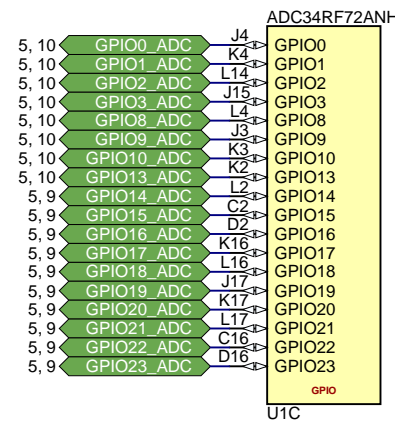 ADC34RF72ANH
5, 10 GPIO0_ADC J4 GPIO0
5, 10 GPIO1_ADC K4 GPIO1
5, 10 GPIO2_ADC L14 GPIO2
5, 10 GPIO3_ADC J15 GPIO3
5, 10 GPIO8_ADC L4 GPIO8
5, 10 GPIO9_ADC J3 GPIO9
5, 10 GPIO10_ADC K3 GPIO10
5, 10 GPIO13_ADC K2 GPIO13
5, 9 GPIO14_ADC L2 GPIO14
5, 9 GPIO15_ADC C2 GPIO15
5, 9 GPIO16_ADC D2 GPIO16
5, 9 GPIO17_ADC K16 GPIO17
5, 9 GPIO18_ADC L16 GPIO18
5, 9 GPIO19_ADC J17 GPIO19
5, 9 GPIO20_ADC K17 GPIO20
5, 9 GPIO21_ADC L17 GPIO21
5, 9 GPIO22_ADC C16 GPIO22
5, 9 GPIO23_ADC D16 GPIO23
GPIO
U1C